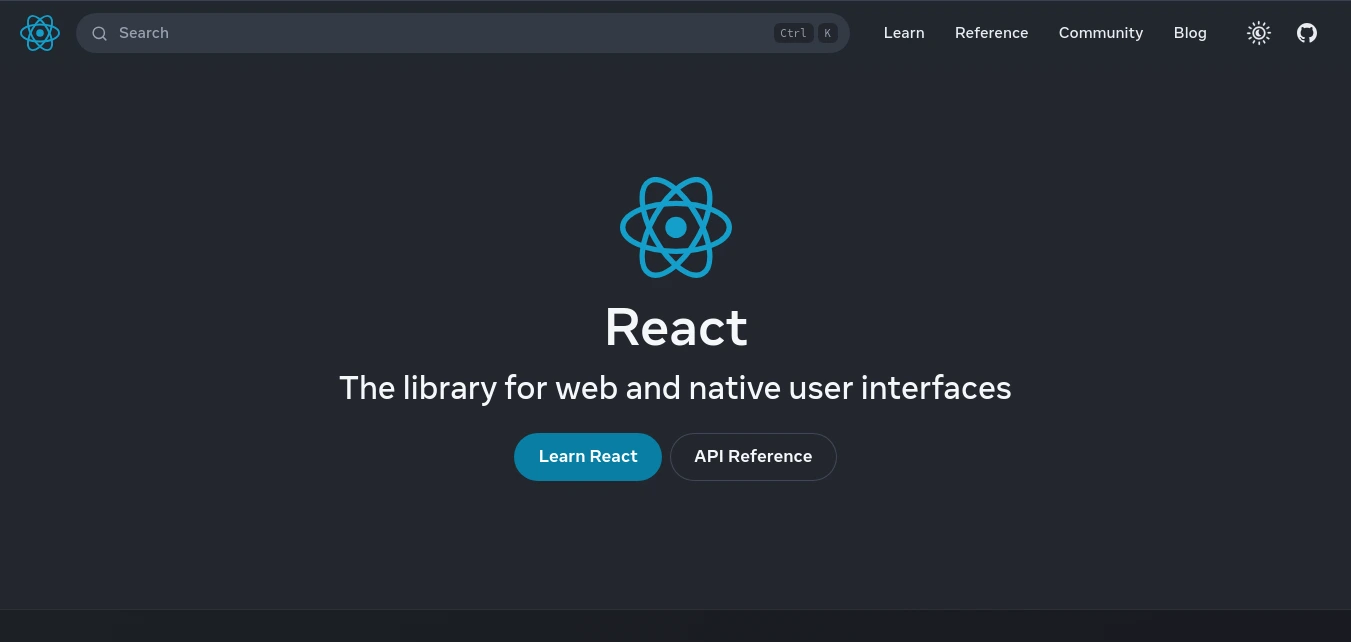 Search Ctrl K Learn Reference Community Blog
React
The library for web and native user interfaces
Learn React API Reference